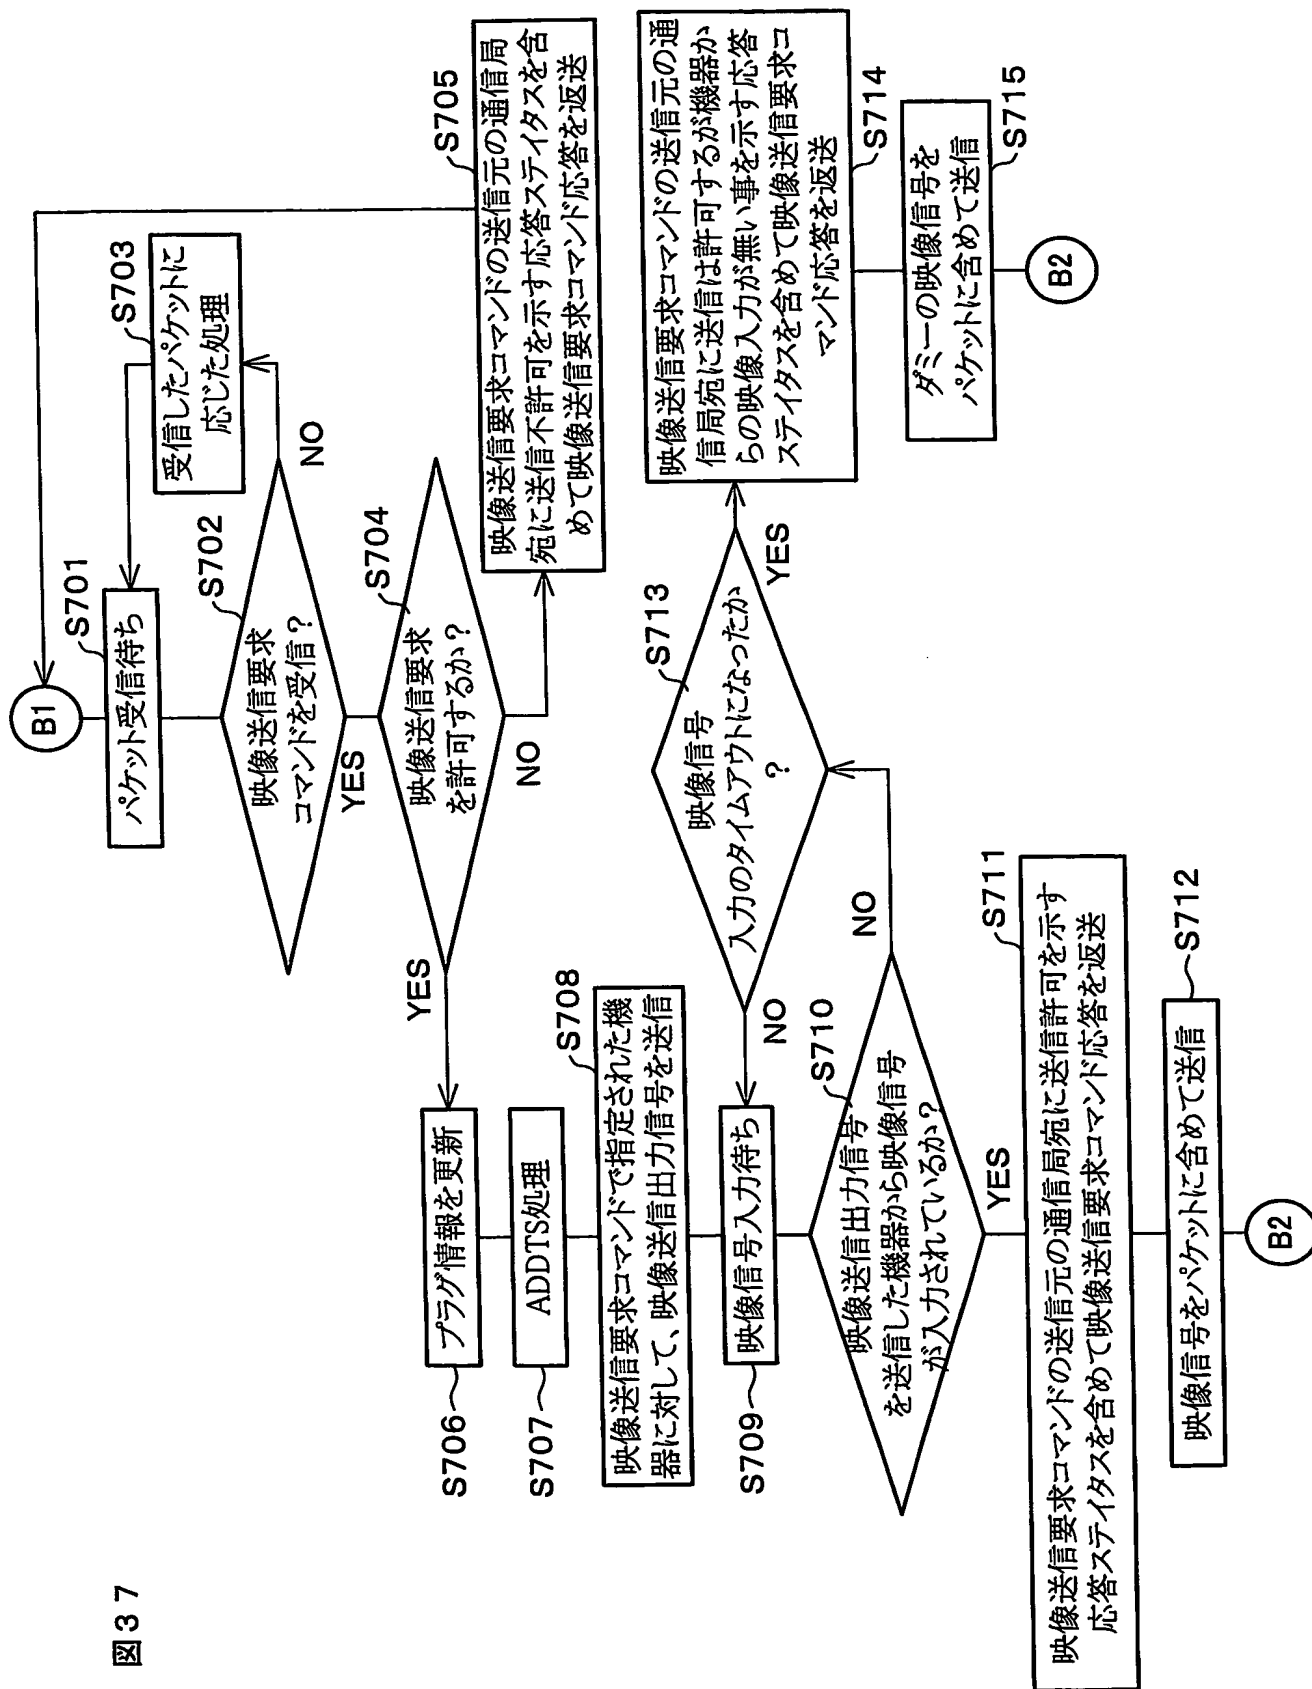 図37
B1
S701
パケット受信待ち
S702
映像送信要求
コマンドを受信?
YES
NO
S703
受信したパケットに
応じた処理
S704
映像送信要求
を許可するか?
YES
NO
S705
映像送信要求コマンドの送信元の通信局
宛に送信不許可を示す応答ステイタスを含
めて映像送信要求コマンド応答を返送
S706
プラグ情報を更新
S707
ADDTS処理
S708
映像送信要求コマンドで指定された機
器に対して、映像送信出力信号を送信
S709
映像信号入力待ち
S710
映像送信出力信号
を送信した機器から映像信号
が入力されているか?
YES
NO
S711
映像送信要求コマンドの送信元の通信局宛に送信許可を示す
応答ステイタスを含めて映像送信要求コマンド応答を返送
S712
映像信号をパケットに含めて送信
B2
S713
映像信号
入力のタイムアウトになったか
?
NO
YES
S714
映像送信要求コマンドの送信元の通
信局宛に送信は許可するが機器か
らの映像入力が無い事を示す応答
ステイタスを含めて映像送信要求コ
マンド応答を返送
S715
ダミーの映像信号を
パケットに含めて送信
B2